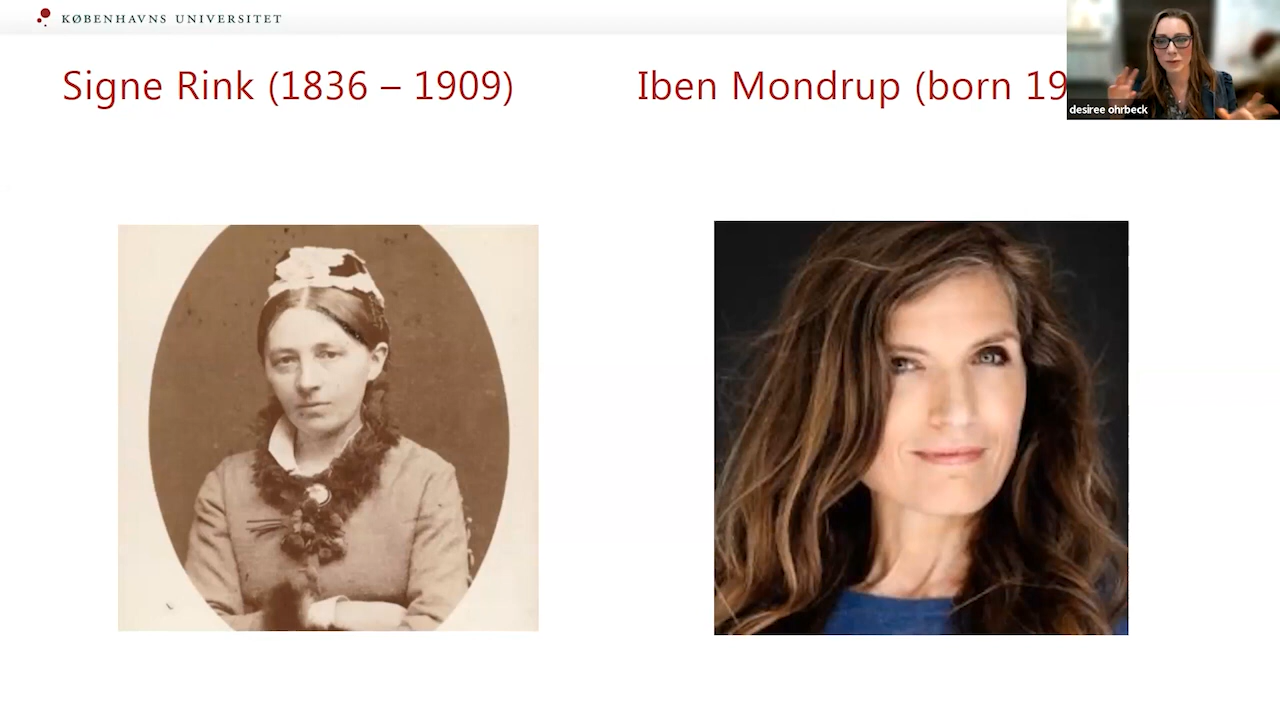 KØBENHAVNS UNIVERSITET
Signe Rink (1836 – 1909)
Iben Mondrup (born 19
desiree ohrbeck